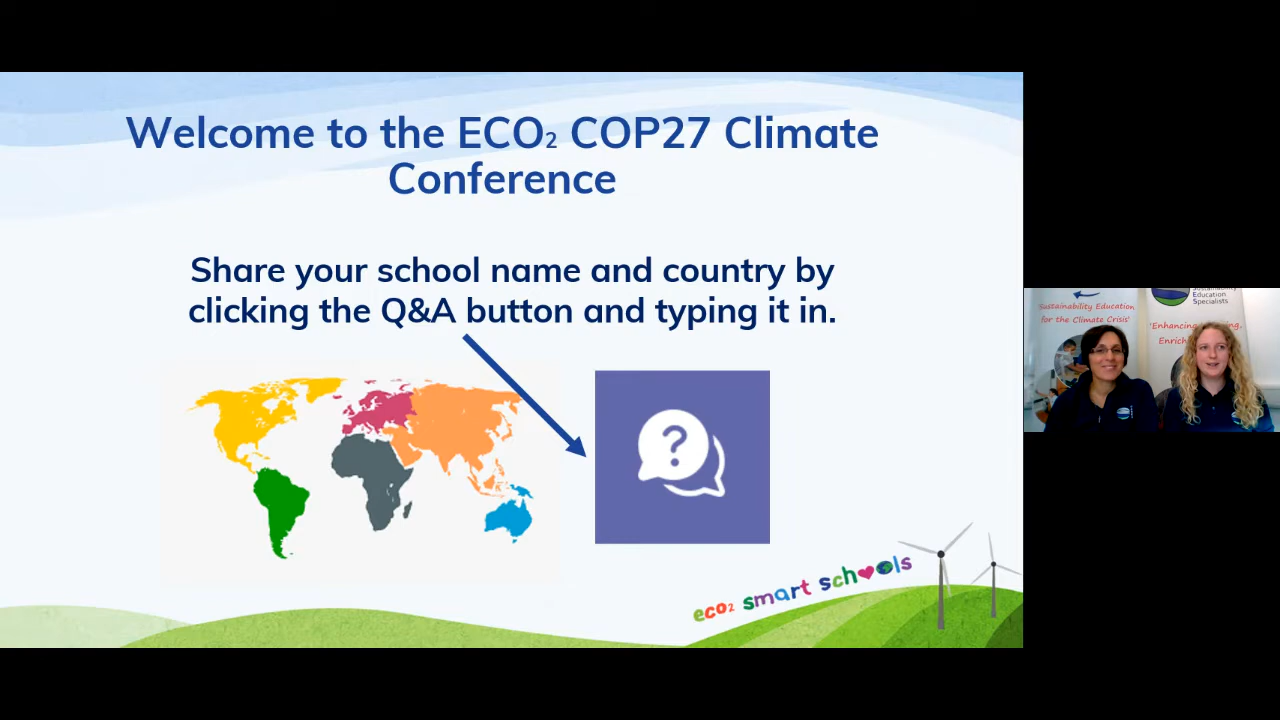 Welcome to the ECO₂ COP27 Climate
Conference
Share your school name and country by
clicking the Q&A button and typing it in.
?
eco₂ smart schools
Sustainability Education
for the Climate Crisis'
Sustainability
Education
Specialists
'Enhancing
Enrich